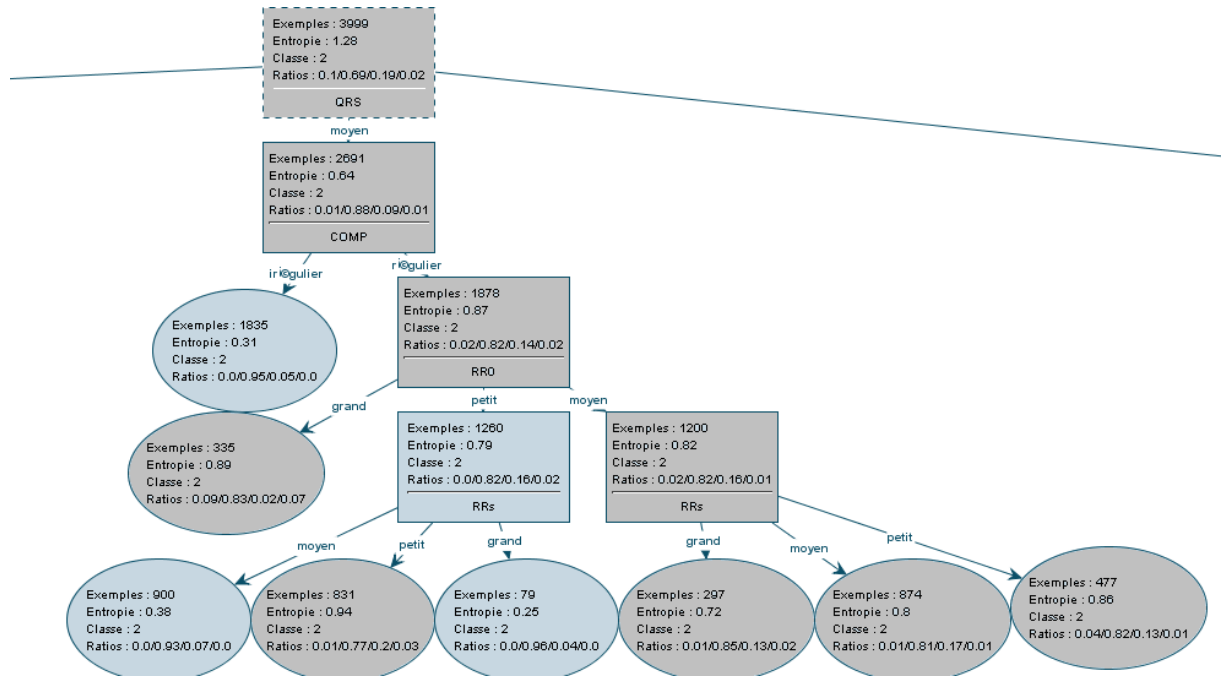 Exemples : 3999
Entropie : 1.28
Classe : 2
Ratios : 0.1/0.69/0.19/0.02
QRS
moyen
Exemples : 2691
Entropie : 0.64
Classe : 2
Ratios : 0.01/0.88/0.09/0.01
COMP
iri©gulier
ri©gulier
Exemples : 1835
Entropie : 0.31
Classe : 2
Ratios : 0.0/0.95/0.05/0.0
Exemples : 1878
Entropie : 0.87
Classe : 2
Ratios : 0.02/0.82/0.14/0.02
RR0
grand
petit
moyen
Exemples : 335
Entropie : 0.89
Classe : 2
Ratios : 0.09/0.83/0.02/0.07
Exemples : 1260
Entropie : 0.79
Classe : 2
Ratios : 0.0/0.82/0.16/0.02
RRs
Exemples : 1200
Entropie : 0.82
Classe : 2
Ratios : 0.02/0.82/0.16/0.01
RRs
moyen
petit
grand
grand
moyen
petit
Exemples : 900
Entropie : 0.38
Classe : 2
Ratios : 0.0/0.93/0.07/0.0
Exemples : 831
Entropie : 0.94
Classe : 2
Ratios : 0.01/0.77/0.2/0.03
Exemples : 79
Entropie : 0.25
Classe : 2
Ratios : 0.0/0.96/0.04/0.0
Exemples : 297
Entropie : 0.72
Classe : 2
Ratios : 0.01/0.85/0.13/0.02
Exemples : 874
Entropie : 0.8
Classe : 2
Ratios : 0.01/0.81/0.17/0.01
Exemples : 477
Entropie : 0.86
Classe : 2
Ratios : 0.04/0.82/0.13/0.01